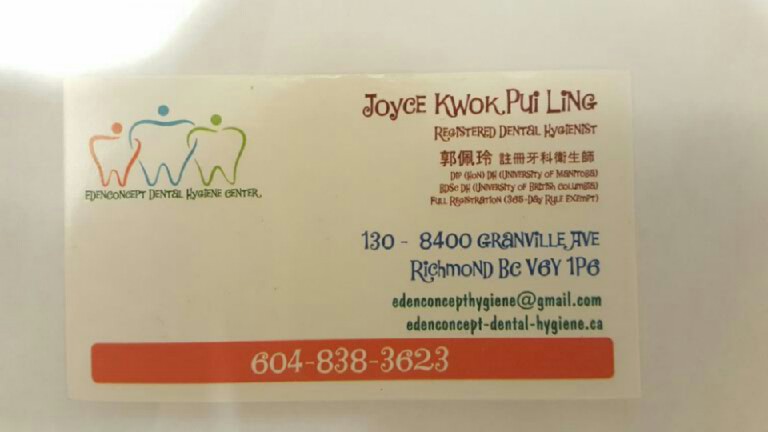 Joyce Kwok, Pui Ling
Registered Dental Hygienist
郭佩玲 註冊牙科衛生師
Dip (Hon) DH (University of Manitoba)
BDSc DH (University of British Columbia)
Full Registration (365-Day Rule Exempt)
EdenConcept Dental Hygiene Center
130 - 8400 Granville Ave
Richmond BC V6Y 1P6
edenconcepthygiene@gmail.com
edenconcept-dental-hygiene.ca
604-838-3623